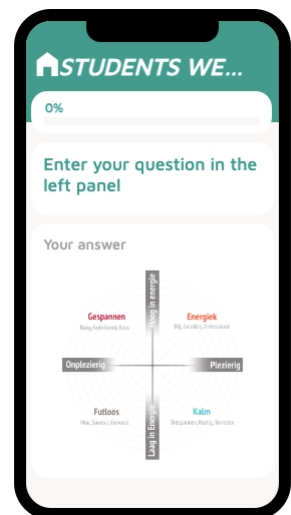 STUDENTS WE...
0%
Enter your question in the
left panel
Your answer
Hoog in energie
Gespannen
Energiek
Onplezierig
Plezierig
Futloos
Kalm
Laag in Energie